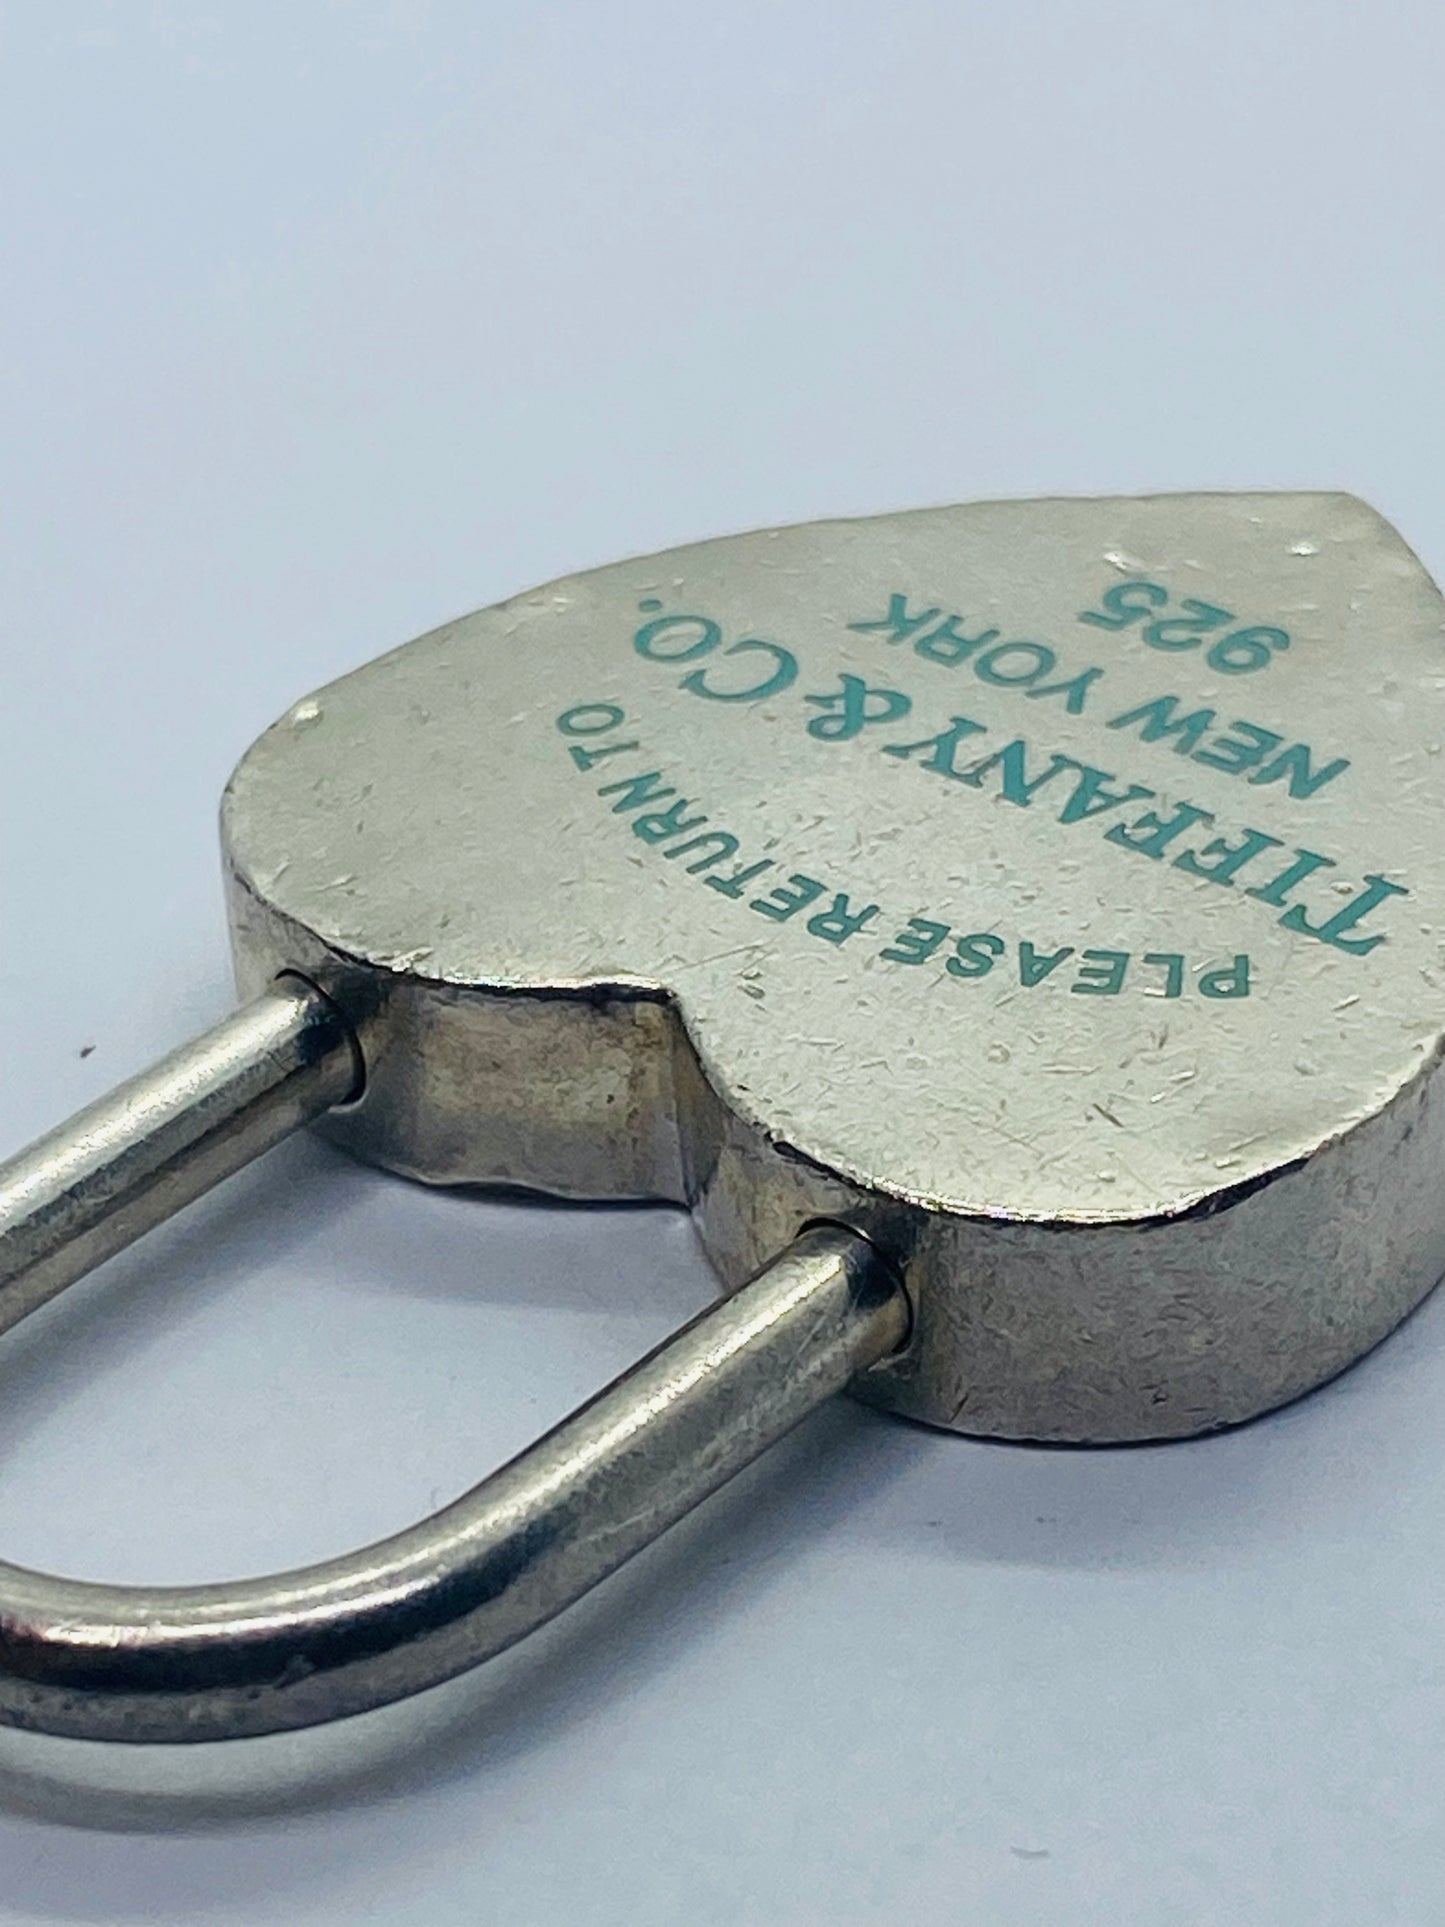 PLEASE RETURN TO
TIFFANY & CO.
NEW YORK
925